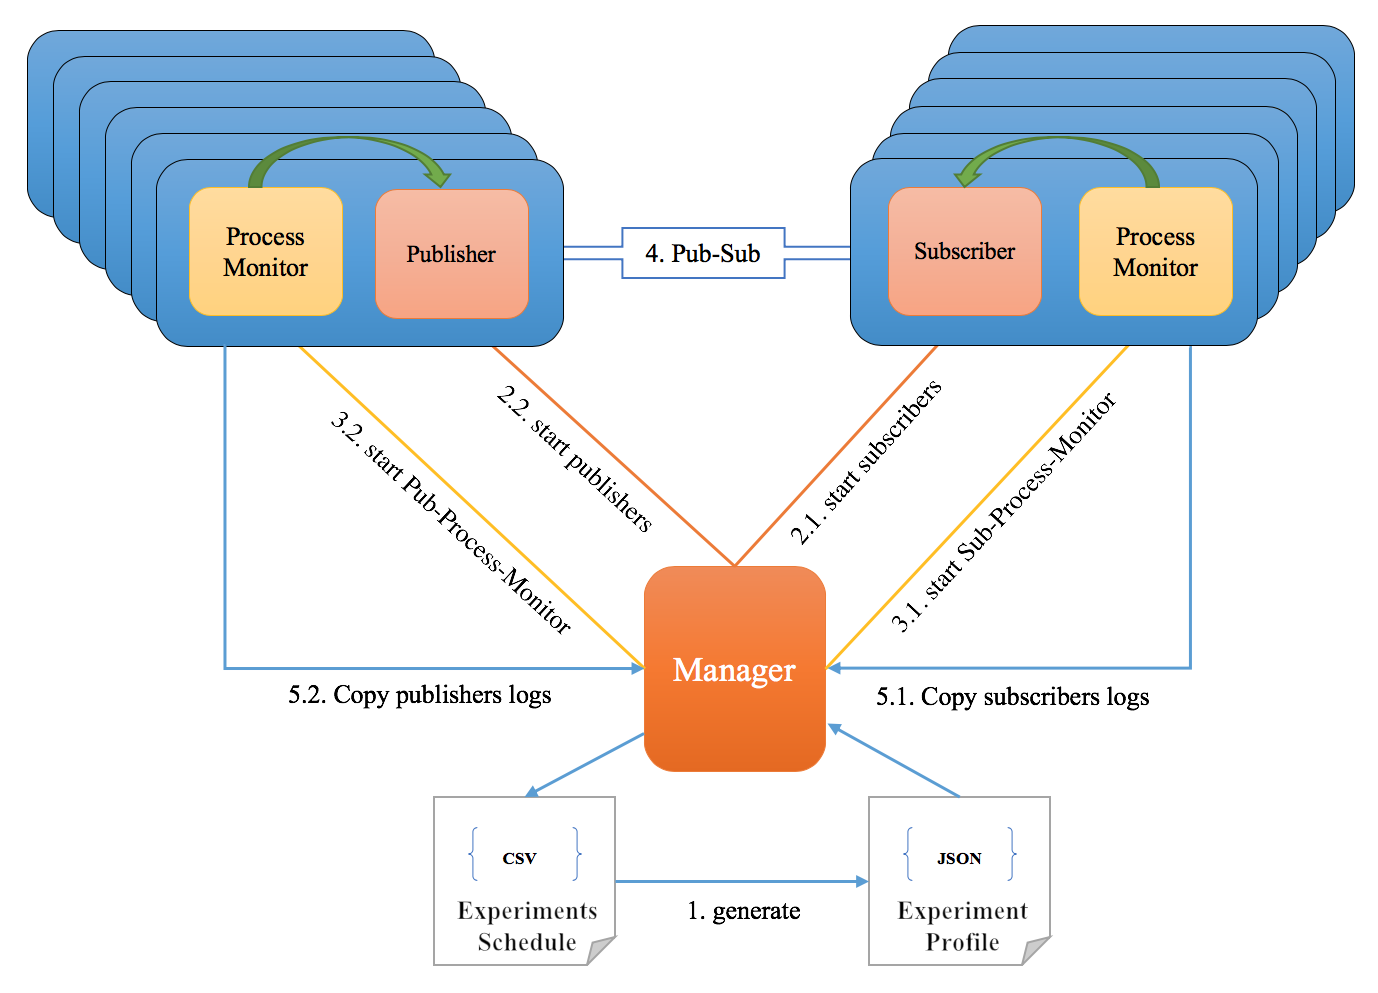 Process
Monitor
Publisher
4. Pub-Sub
Subscriber
Process
Monitor
3.2. start Pub-Process-Monitor
2.2. start publishers
2.1. start subscribers
3.1. start Sub-Process-Monitor
Manager
5.2. Copy publishers logs
5.1. Copy subscribers logs
CSV
Experiments
Schedule
1. generate
JSON
Experiment
Profile